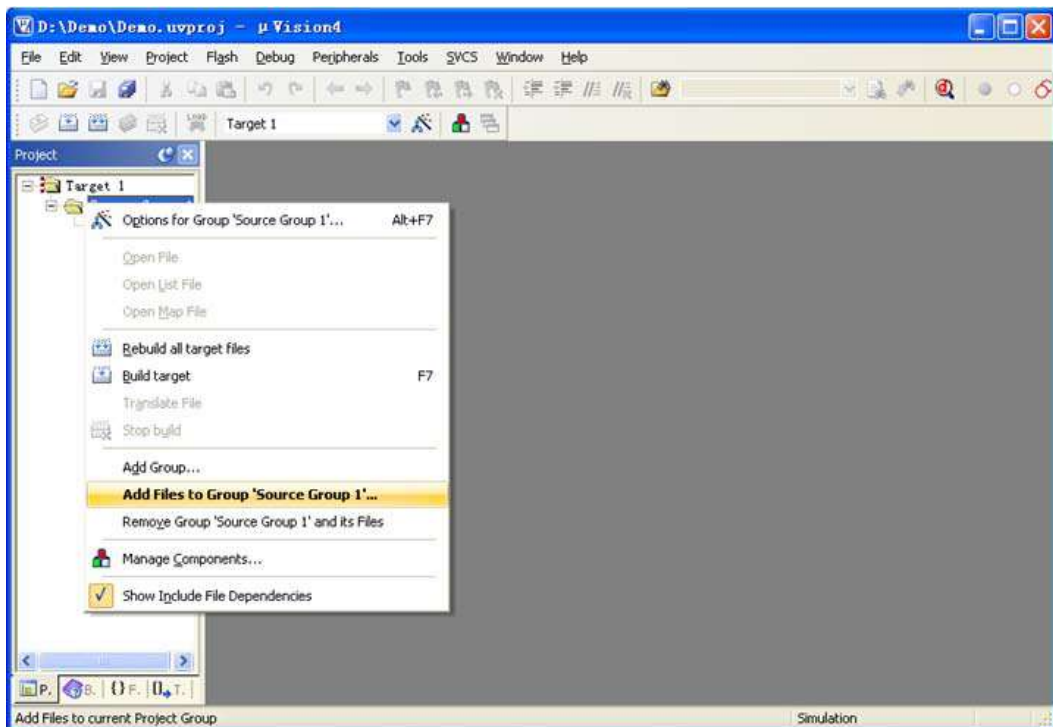 D:\Demo\Demo.uvproj - μVision4
File Edit View Project Flash Debug Peripherals Tools SVCS Window Help
Target 1
Project
Target 1
Options for Group 'Source Group 1'... Alt+F7
Open File
Open List File
Open Map File
Rebuild all target files
Build target F7
Translate File
Stop build
Add Group...
Add Files to Group 'Source Group 1'...
Remove Group 'Source Group 1' and its Files
Manage Components...
Show Include File Dependencies
P. B. {} F. 0. T.
Add Files to current Project Group Simulation